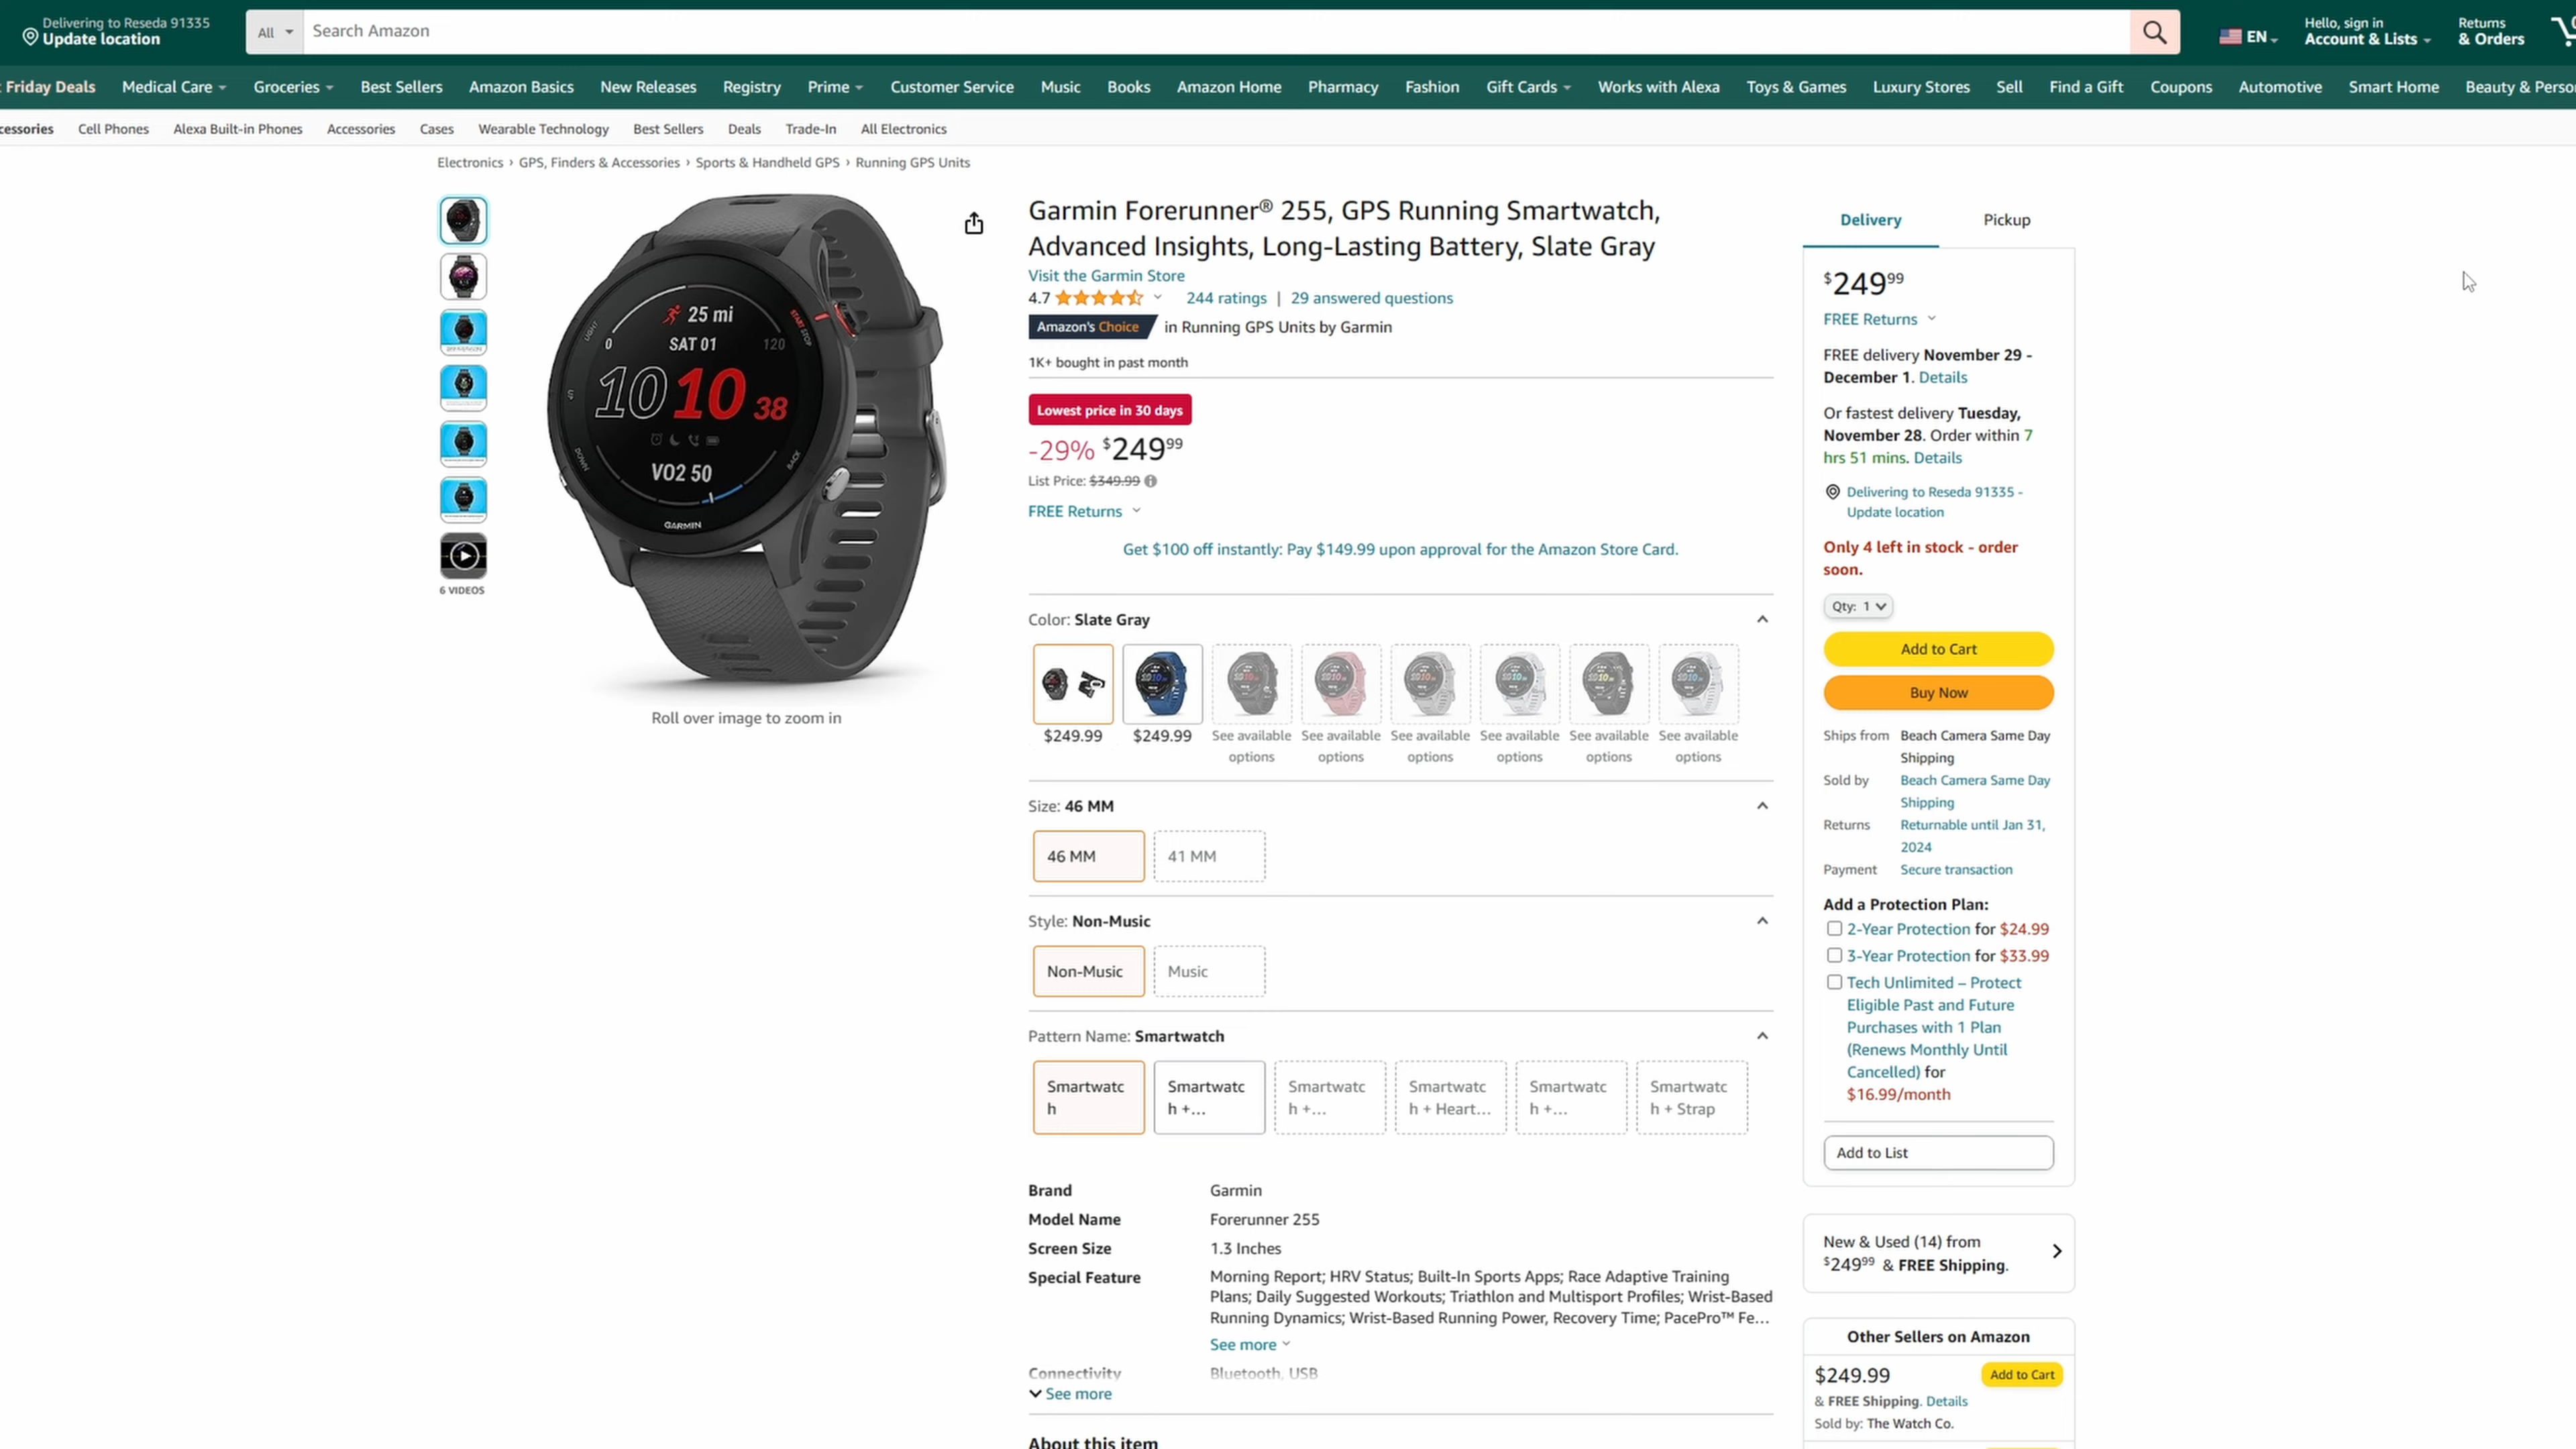 Delivering to Reseda 91335
Update location
All
Search Amazon
EN
Hello, sign in
Account & Lists
Returns
& Orders
Friday Deals
Medical Care
Groceries
Best Sellers
Amazon Basics
New Releases
Registry
Prime
Customer Service
Music
Books
Amazon Home
Pharmacy
Fashion
Gift Cards
Works with Alexa
Toys & Games
Luxury Stores
Sell
Find a Gift
Coupons
Automotive
Smart Home
Beauty & Perso
cessories
Cell Phones
Alexa Built-in Phones
Accessories
Cases
Wearable Technology
Best Sellers
Deals
Trade-In
All Electronics
Electronics › GPS, Finders & Accessories › Sports & Handheld GPS › Running GPS Units
LIGHT
START STOP
UP
DOWN
BACK
25 mi
0
SAT 01
120
10 10 38
VO2 50
GARMIN
6 VIDEOS
Roll over image to zoom in
Garmin Forerunner® 255, GPS Running Smartwatch,
Advanced Insights, Long-Lasting Battery, Slate Gray
Visit the Garmin Store
4.7
244 ratings | 29 answered questions
Amazon's Choice in Running GPS Units by Garmin
1K+ bought in past month
Lowest price in 30 days
-29% $249 99
List Price: $349.99
FREE Returns
Get $100 off instantly: Pay $149.99 upon approval for the Amazon Store Card.
Color: Slate Gray
$249.99
$249.99
See available options
See available options
See available options
See available options
See available options
See available options
Size: 46 MM
46 MM
41 MM
Style: Non-Music
Non-Music
Music
Pattern Name: Smartwatch
Smartwatc
h
Smartwatc
h +...
Smartwatc
h +...
Smartwatc
h + Heart...
Smartwatc
h +...
Smartwatc
h + Strap
Brand Garmin
Model Name Forerunner 255
Screen Size 1.3 Inches
Special Feature Morning Report; HRV Status; Built-In Sports Apps; Race Adaptive Training
Plans; Daily Suggested Workouts; Triathlon and Multisport Profiles; Wrist-Based
Running Dynamics; Wrist-Based Running Power, Recovery Time; PacePro™ Fe...
See more
Connectivity Bluetooth, USB
See more
About this item
Delivery
Pickup
$249 99
FREE Returns
FREE delivery November 29 -
December 1. Details
Or fastest delivery Tuesday,
November 28. Order within 7
hrs 51 mins. Details
Delivering to Reseda 91335 -
Update location
Only 4 left in stock - order
soon.
Qty: 1
Add to Cart
Buy Now
Ships from Beach Camera Same Day
Shipping
Sold by Beach Camera Same Day
Shipping
Returns Returnable until Jan 31,
2024
Payment Secure transaction
Add a Protection Plan:
2-Year Protection for $24.99
3-Year Protection for $33.99
Tech Unlimited – Protect
Eligible Past and Future
Purchases with 1 Plan
(Renews Monthly Until
Cancelled) for
$16.99/month
Add to List
New & Used (14) from
$249 99 & FREE Shipping.
Other Sellers on Amazon
$249.99
Add to Cart
& FREE Shipping. Details
Sold by: The Watch Co.